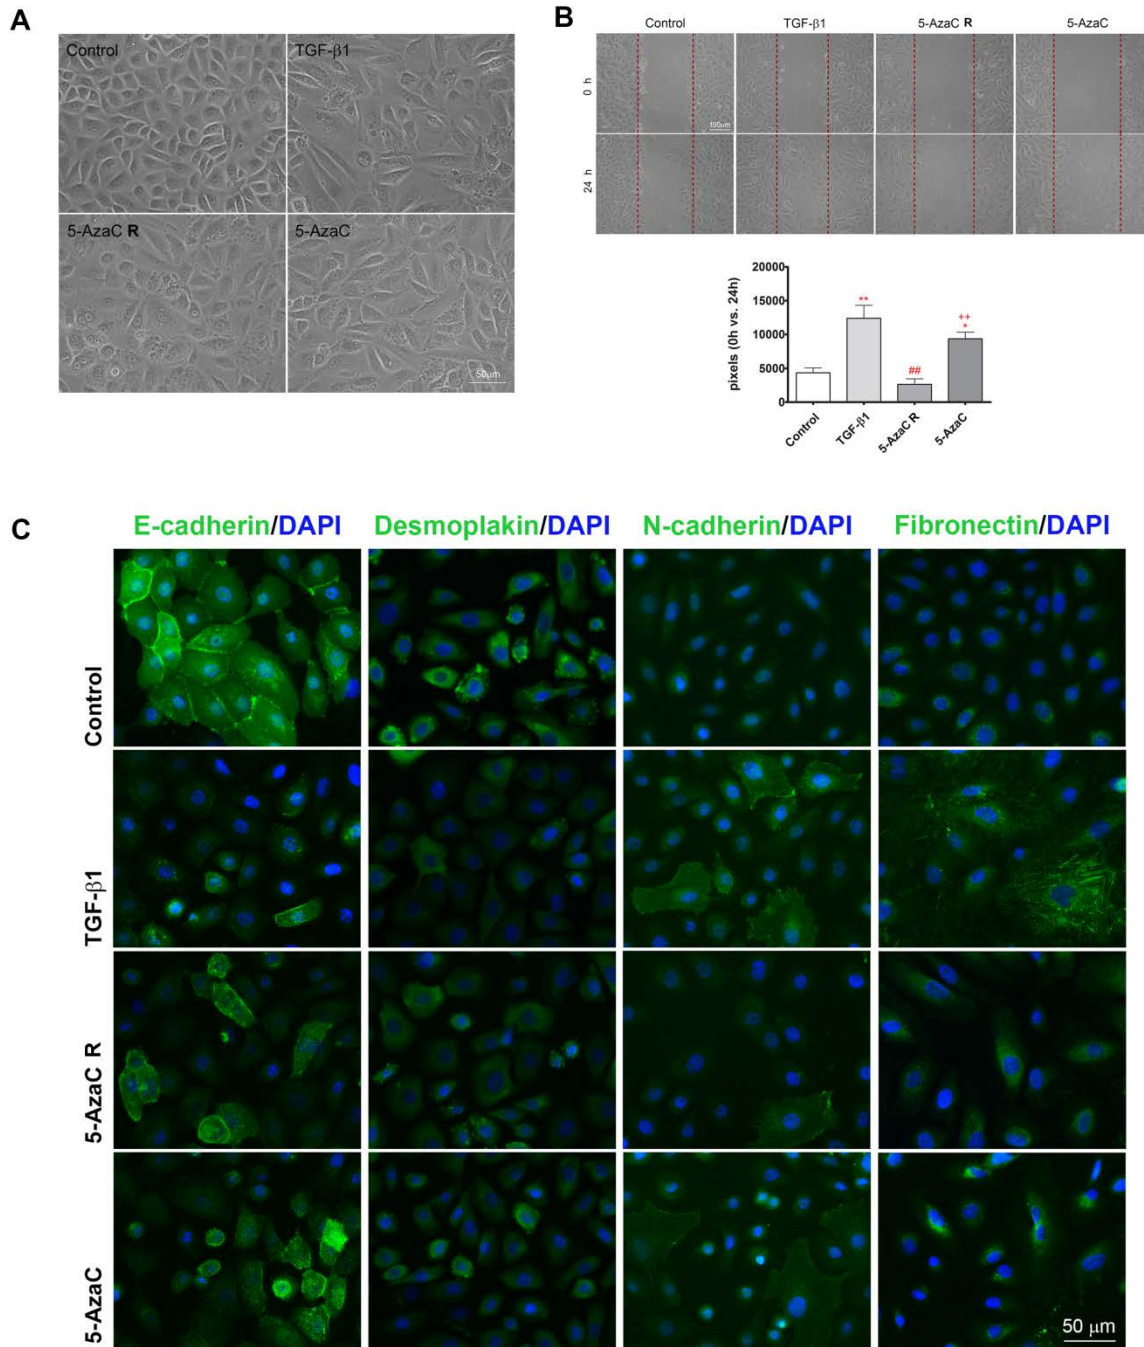 A
Control
TGF-β1
5-AzaC R
5-AzaC
50μm
B
Control
TGF-β1
5-AzaC R
5-AzaC
0 h
100μm
24 h
pixels (0h vs. 24h)
20000
15000
10000
5000
0
**
##
++
*
Control
TGF-β1
5-AzaC R
5-AzaC
C
E-cadherin/DAPI
Desmoplakin/DAPI
N-cadherin/DAPI
Fibronectin/DAPI
Control
TGF-β1
5-AzaC R
5-AzaC
50 μm